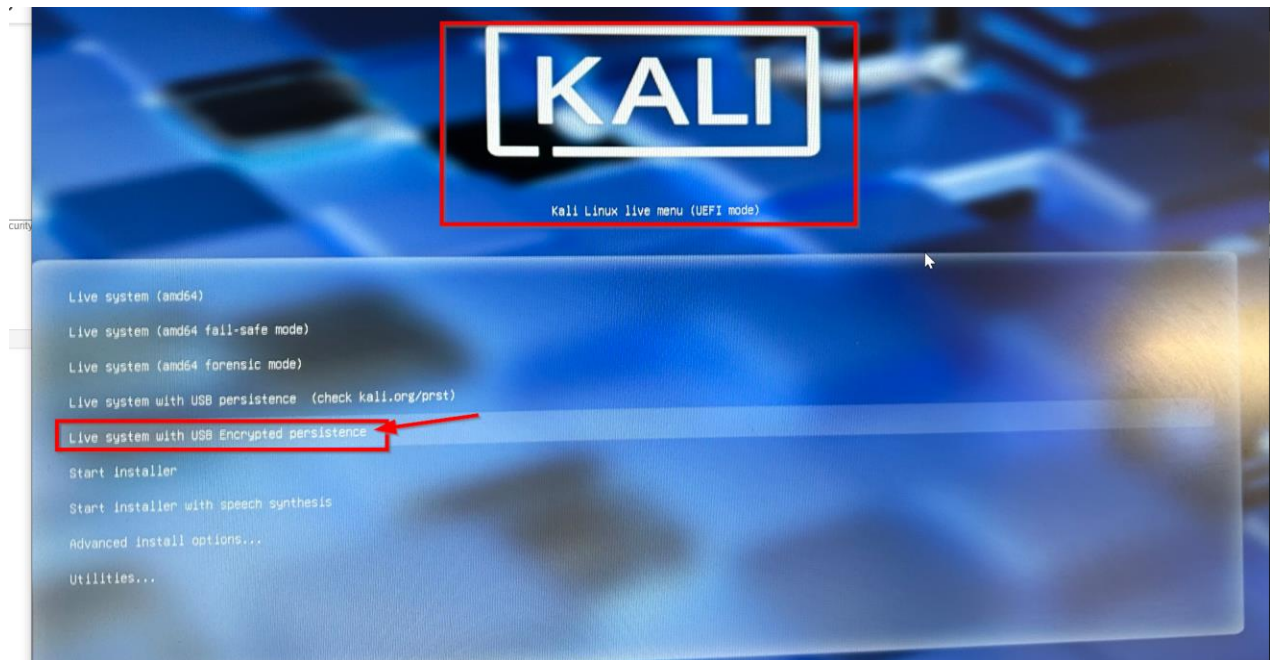 KALI
Kali Linux live menu (UEFI mode)
curity
Live system (amd64)
Live system (amd64 fail-safe mode)
Live system (amd64 forensic mode)
Live system with USB persistence (check kali.org/prst)
Live system with USB Encrypted persistence
Start installer
Start installer with speech synthesis
Advanced install options...
Utilities...